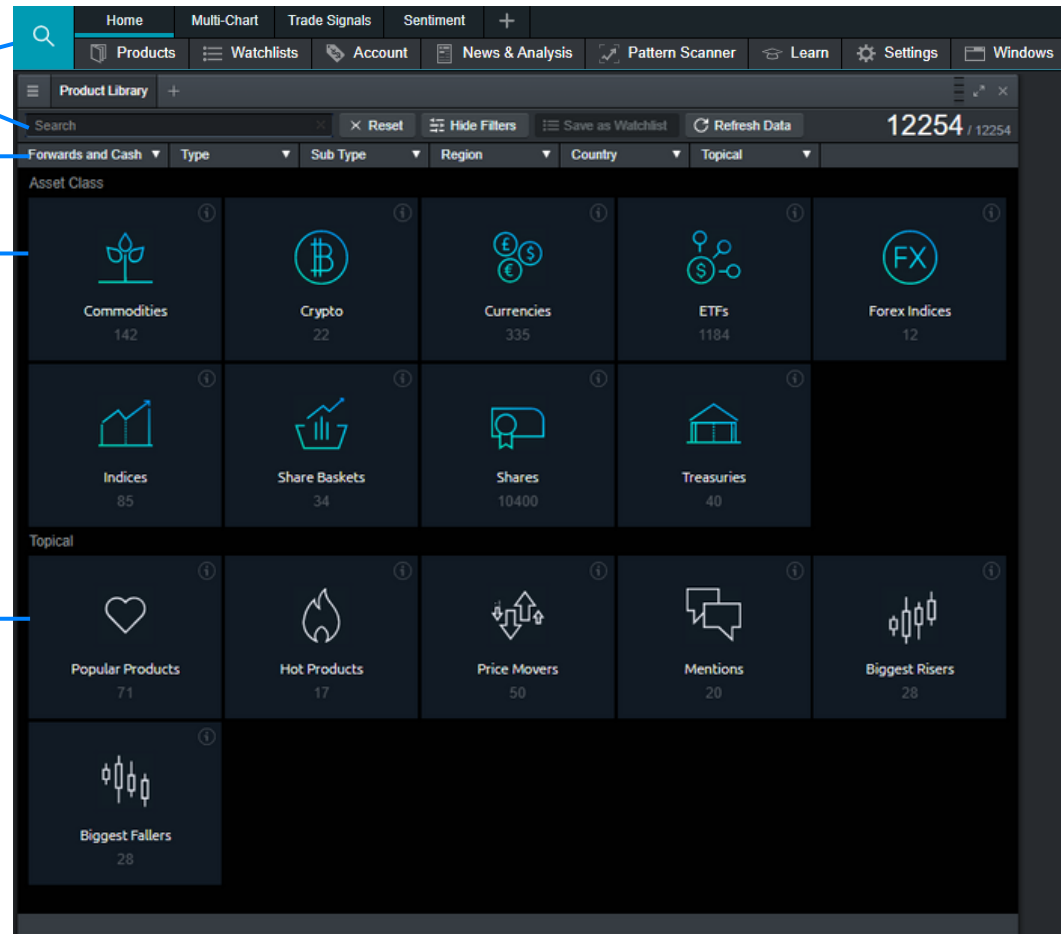 Home Multi-Chart Trade Signals Sentiment +
Products Watchlists Account News & Analysis Pattern Scanner Learn Settings Windows
Product Library +
Search × × Reset Hide Filters Save as Watchlist Refresh Data 12254 / 12254
Forwards and Cash ▼ Type ▼ Sub Type ▼ Region ▼ Country ▼ Topical ▼
Asset Class
Commodities Crypto Currencies ETFs Forex Indices
142 22 335 1184 12
Indices Share Baskets Shares Treasuries
85 34 10400 40
Topical
Popular Products Hot Products Price Movers Mentions Biggest Risers
71 17 50 20 28
Biggest Fallers
28